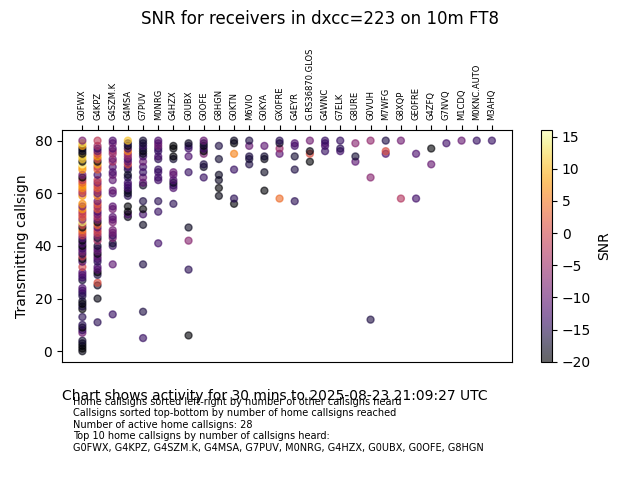 SNR for receivers in dxcc=223 on 10m FT8
G0FWX
G4KPZ
G4SZM.K
G4MSA
G7PUV
M0NRG
G4HZX
G0UBX
G0OFE
G8HGN
G0KTN
M6VIO
G0KYA
GX0FRE
G4EYR
G.RS36870.GLOS
G4WNC
G7ELK
G8URE
G0VUH
M7WFG
G8XQP
GE0FRE
G4ZFQ
G7NVQ
M1CDQ
M0KNC.AUTO
M3AHQ
80
60
40
20
0
Transmitting callsign
15
10
5
0
−5
−10
−15
−20
SNR
Chart shows activity for 30 mins to 2025-08-23 21:09:27 UTC
Home callsigns sorted left-right by number of other callsigns heard
Callsigns sorted top-bottom by number of home callsigns reached
Number of active home callsigns: 28
Top 10 home callsigns by number of callsigns heard:
G0FWX, G4KPZ, G4SZM.K, G4MSA, G7PUV, M0NRG, G4HZX, G0UBX, G0OFE, G8HGN